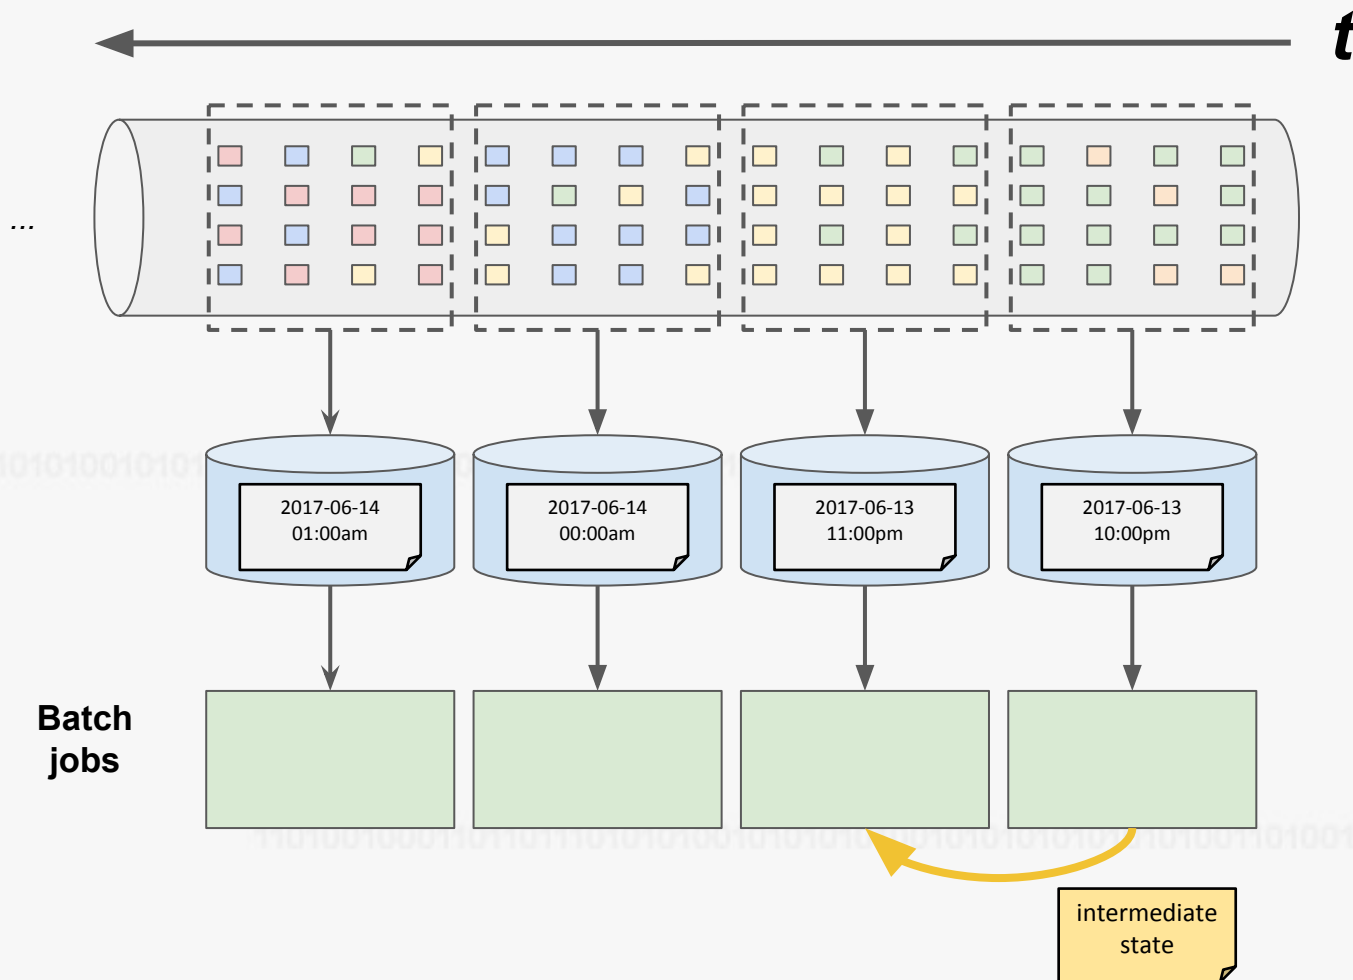 t
...
2017-06-14
01:00am
2017-06-14
00:00am
2017-06-13
11:00pm
2017-06-13
10:00pm
Batch
jobs
intermediate
state